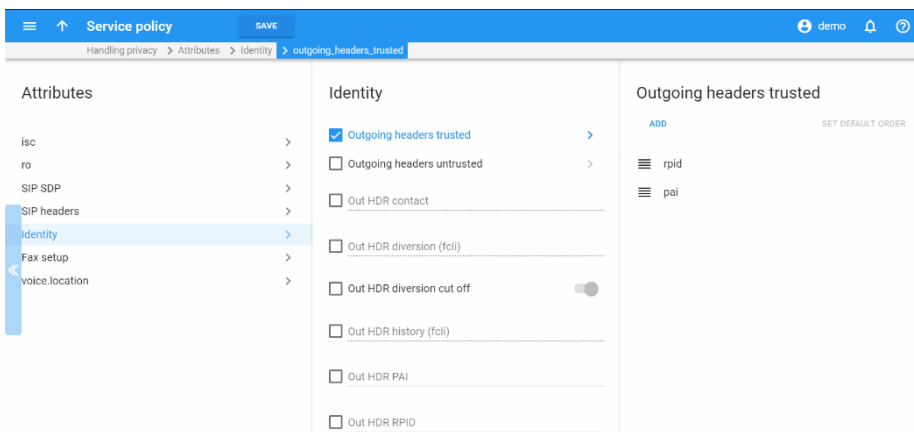 Service policy
SAVE
demo
Handling privacy > Attributes > Identity > outgoing_headers_trusted
Attributes
isc
ro
SIP SDP
SIP headers
Identity
Fax setup
voice.location
Identity
Outgoing headers trusted
Outgoing headers untrusted
Out HDR contact
Out HDR diversion (fcli)
Out HDR diversion cut off
Out HDR history (fcli)
Out HDR PAI
Out HDR RPID
Outgoing headers trusted
ADD
SET DEFAULT ORDER
rpid
pai